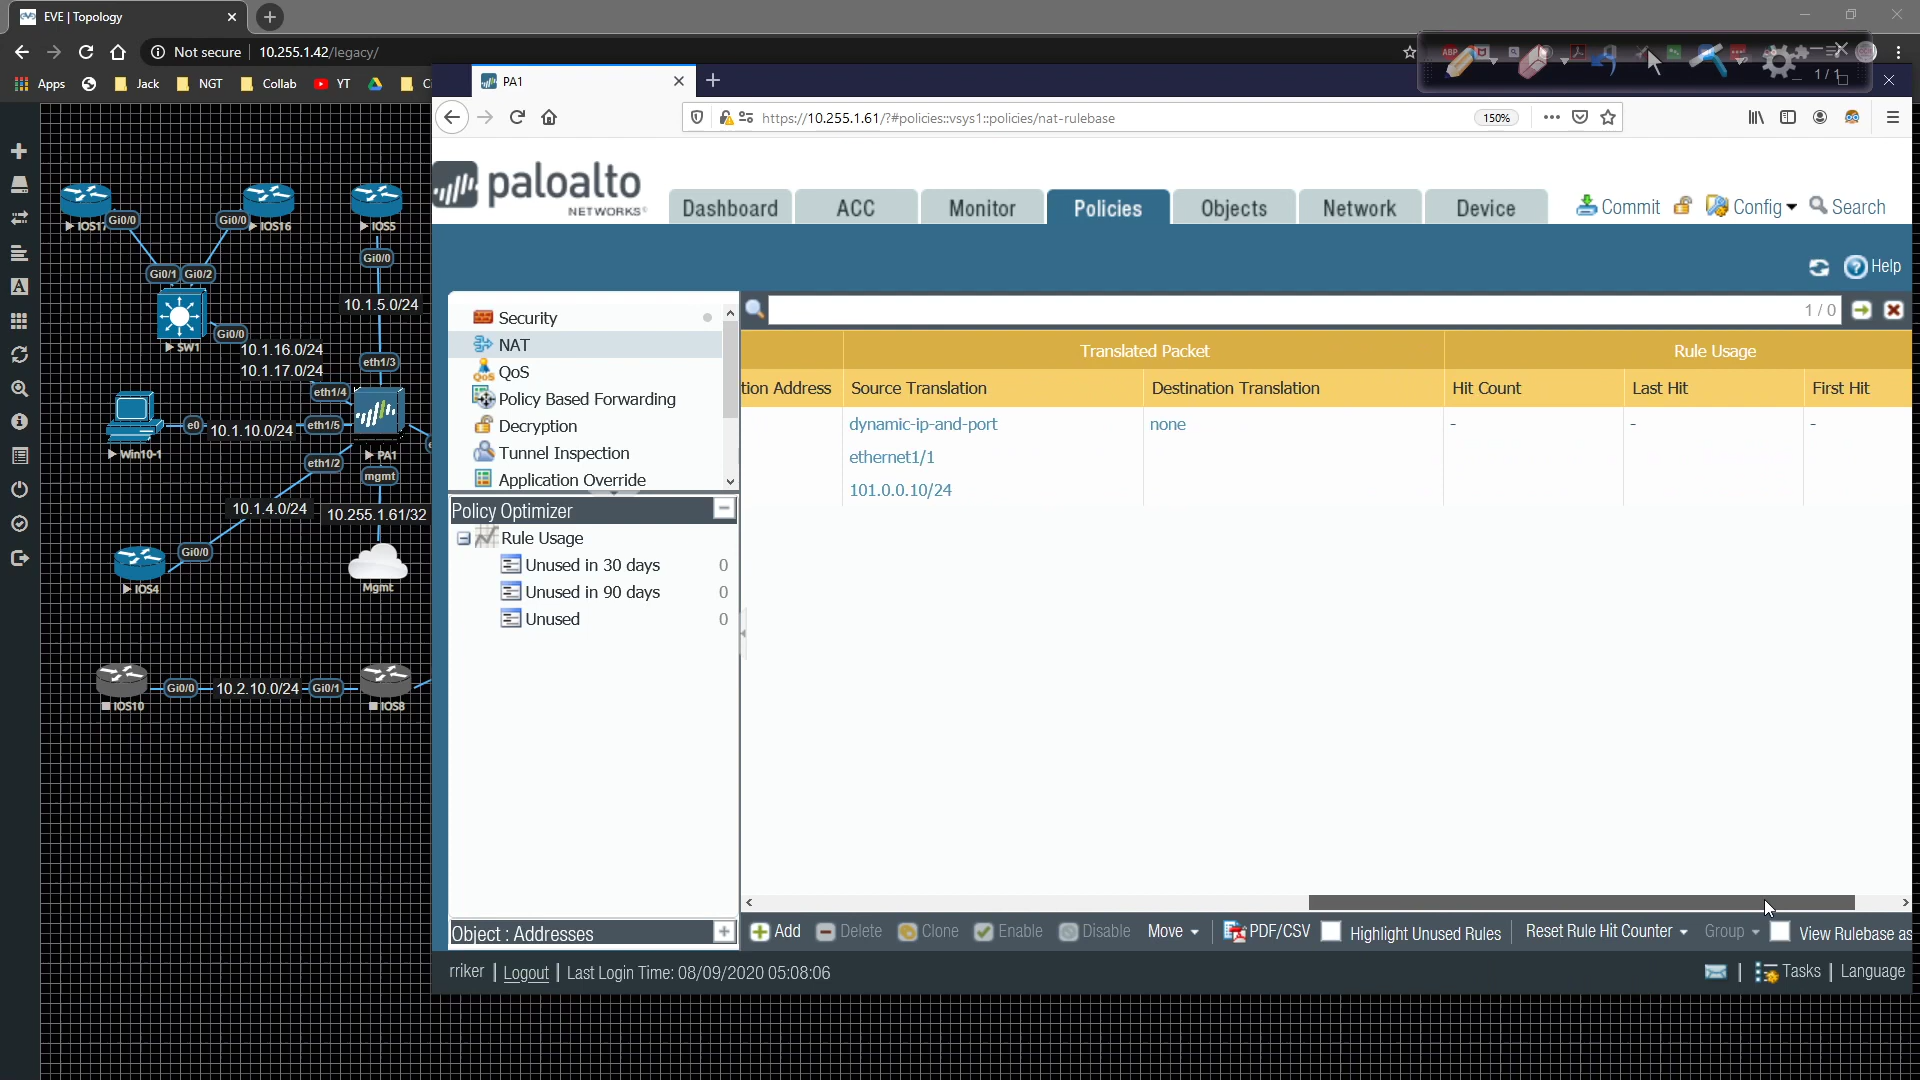 EVE | Topology
Not secure | 10.255.1.42/legacy/
Apps
Jack
NGT
Collab
YT
ABP
1 / 1
PA1
https://10.255.1.61/?#policies::vsys1::policies/nat-rulebase
150%
paloalto
NETWORKS
Dashboard
ACC
Monitor
Policies
Objects
Network
Device
Commit
Config
Search
Help
Security
NAT
QoS
Policy Based Forwarding
Decryption
Tunnel Inspection
Application Override
1 / 0
Translated Packet
Rule Usage
tion Address
Source Translation
Destination Translation
Hit Count
Last Hit
First Hit
dynamic-ip-and-port
none
-
-
-
ethernet1/1
101.0.0.10/24
Policy Optimizer
Rule Usage
Unused in 30 days 0
Unused in 90 days 0
Unused 0
Object : Addresses
Add
Delete
Clone
Enable
Disable
Move
PDF/CSV
Highlight Unused Rules
Reset Rule Hit Counter
Group
View Rulebase as
rriker | Logout | Last Login Time: 08/09/2020 05:08:06
Tasks | Language
IOS17
Gi0/0
Gi0/0
IOS16
IOS5
Gi0/0
Gi0/1
Gi0/2
10.1.5.0/24
SW1
Gi0/0
10.1.16.0/24
10.1.17.0/24
eth1/3
eth1/4
Win10-1
e0
10.1.10.0/24
eth1/5
PA1
eth1/2
mgmt
10.1.4.0/24
10.255.1.61/32
Gi0/0
IOS4
Mgmt
IOS10
Gi0/0
10.2.10.0/24
Gi0/1
IOS8